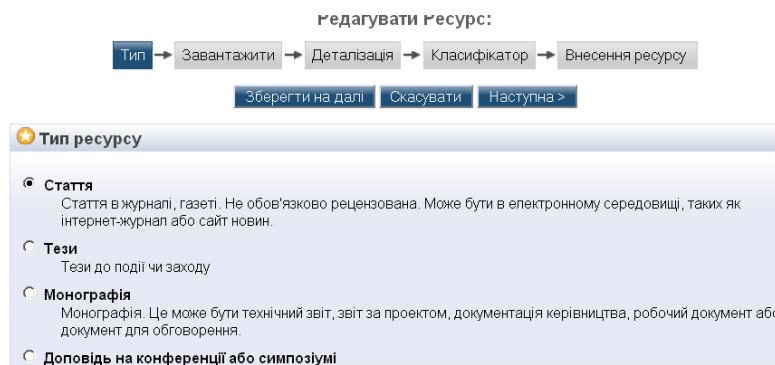 Редагувати Ресурс:
Тип → Завантажити → Деталізація → Класифікатор → Внесення ресурсу
Зберегти на далі Скасувати Наступна >
Тип ресурсу
Стаття
Стаття в журналі, газеті. Не обов'язково рецензована. Може бути в електронному середовищі, таких як
інтернет-журнал або сайт новин.
Тези
Тези до події чи заходу
Монографія
Монографія. Це може бути технічний звіт, звіт за проектом, документація керівництва, робочий документ або
документ для обговорення.
Доповідь на конференції або симпозіумі